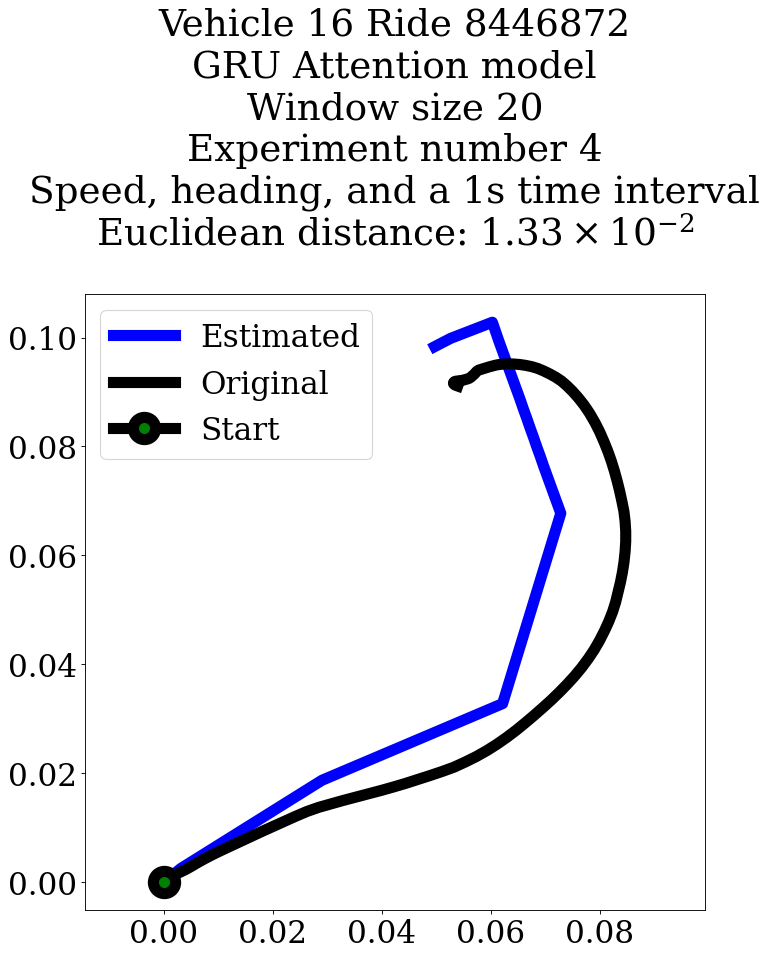 Vehicle 16 Ride 8446872
GRU Attention model
Window size 20
Experiment number 4
Speed, heading, and a 1s time interval
Euclidean distance: 1.33 × 10⁻²
Estimated
Original
Start
0.10
0.08
0.06
0.04
0.02
0.00
0.00 0.02 0.04 0.06 0.08